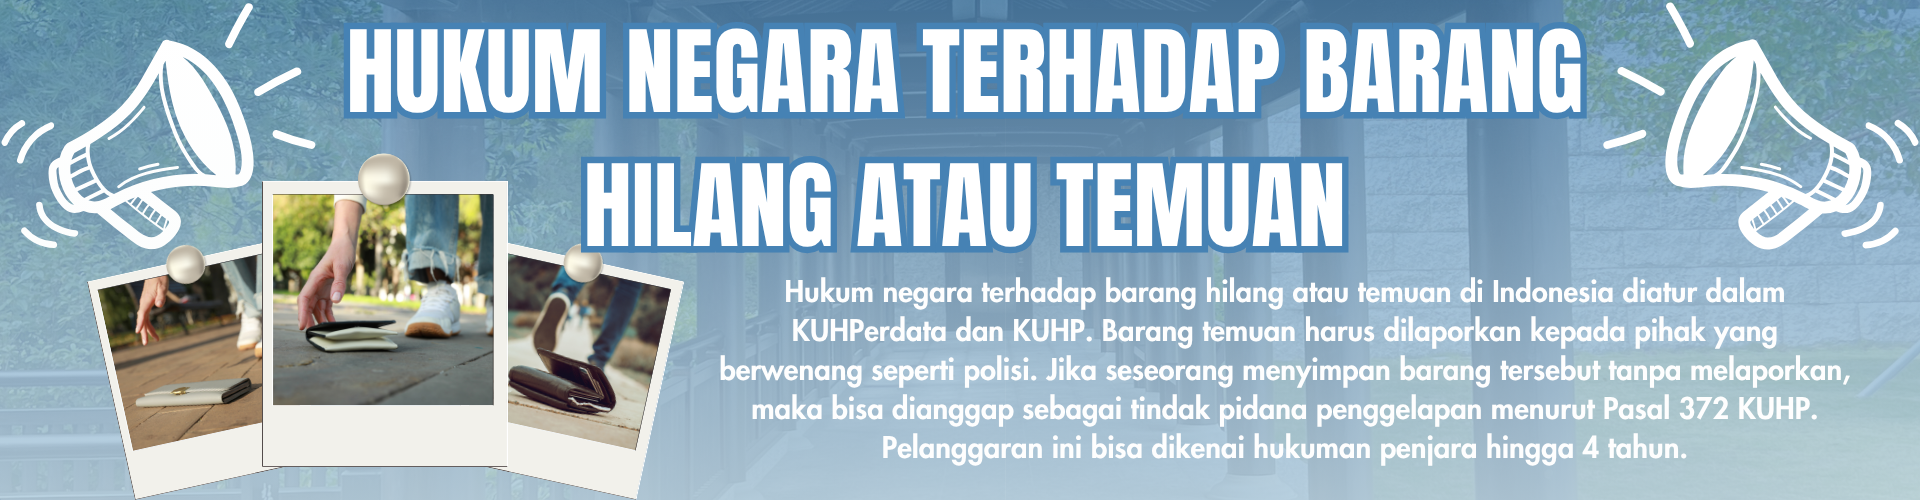 HUKUM NEGARA TERHADAP BARANG
HILANG ATAU TEMUAN
Hukum negara terhadap barang hilang atau temuan di Indonesia diatur dalam
KUHPerdata dan KUHP. Barang temuan harus dilaporkan kepada pihak yang
berwenang seperti polisi. Jika seseorang menyimpan barang tersebut tanpa melaporkan,
maka bisa dianggap sebagai tindak pidana penggelapan menurut Pasal 372 KUHP.
Pelanggaran ini bisa dikenai hukuman penjara hingga 4 tahun.